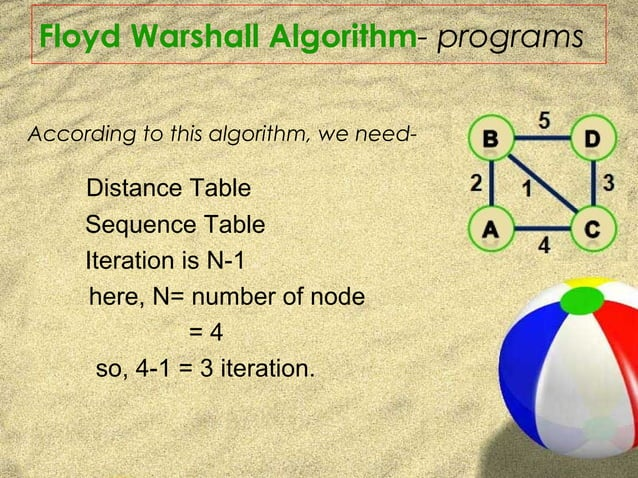 Floyd Warshall Algorithm- programs
According to this algorithm, we need-
Distance Table
Sequence Table
Iteration is N-1
here, N= number of node
= 4
so, 4-1 = 3 iteration.
5
B D
2 1 3
A C
4